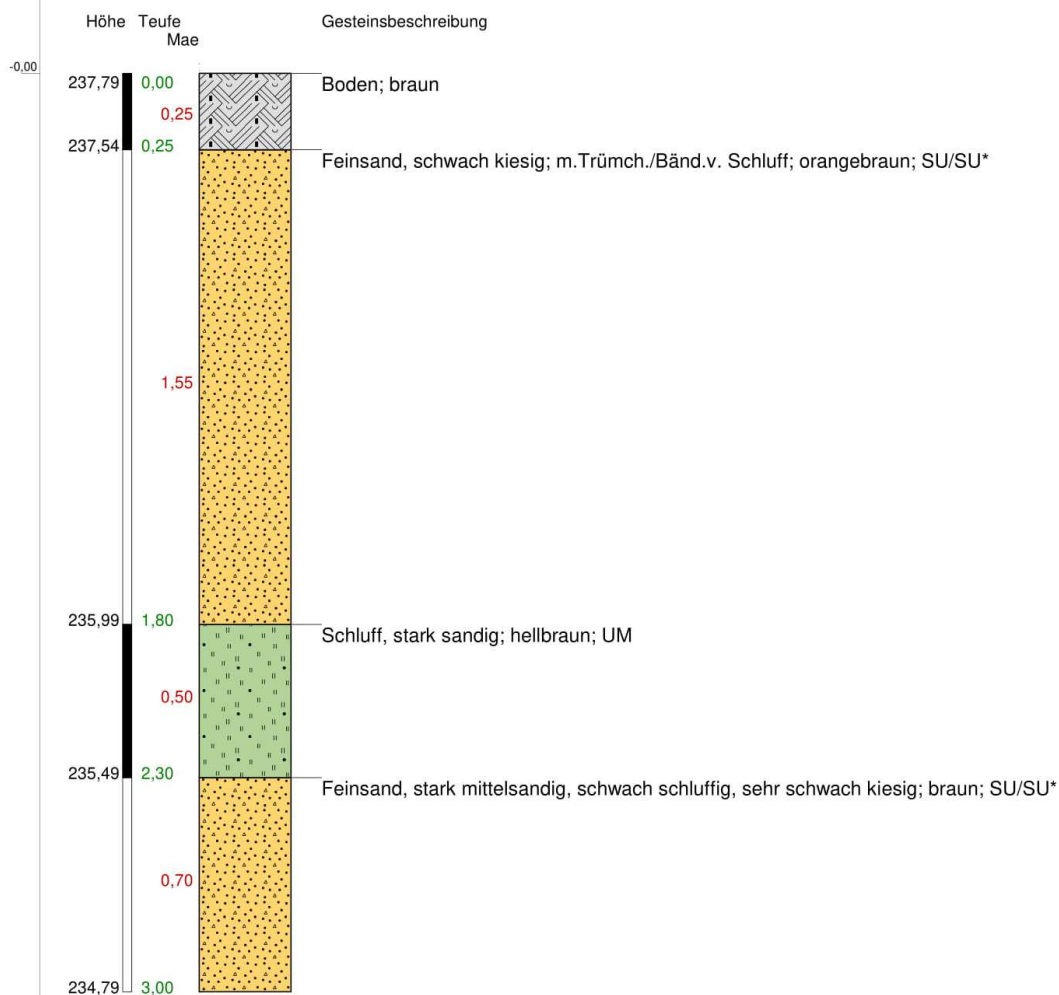 Höhe Teufe Gesteinsbeschreibung
Mae
-0,00
237,79 0,00 Boden; braun
0,25
237,54 0,25
Feinsand, schwach kiesig; m.Trümch./Bänd.v. Schluff; orangebraun; SU/SU*
1,55
235,99 1,80
Schluff, stark sandig; hellbraun; UM
0,50
235,49 2,30
Feinsand, stark mittelsandig, schwach schluffig, sehr schwach kiesig; braun; SU/SU*
0,70
234,79 3,00